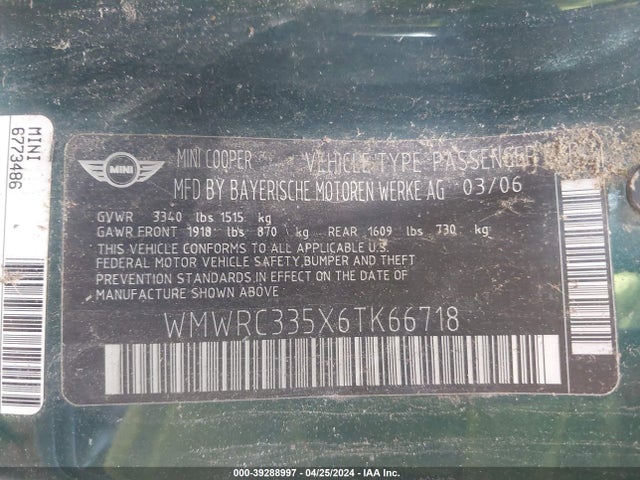 MINI
6773486
MINI
MINI COOPER VEHICLE TYPE PASSENGER
MFD BY BAYERISCHE MOTOREN WERKE AG 03/06
GVWR 3340 lbs 1515 kg
GAWR FRONT 1918 lbs 870 kg REAR 1609 lbs 730 kg
THIS VEHICLE CONFORMS TO ALL APPLICABLE U.S.
FEDERAL MOTOR VEHICLE SAFETY,BUMPER AND THEFT
PREVENTION STANDARDS IN EFFECT ON THE DATE OF
MANUFACTURE SHOWN ABOVE
WMWRC335X6TK66718
000-39288997 - 04/25/2024 - IAA Inc.